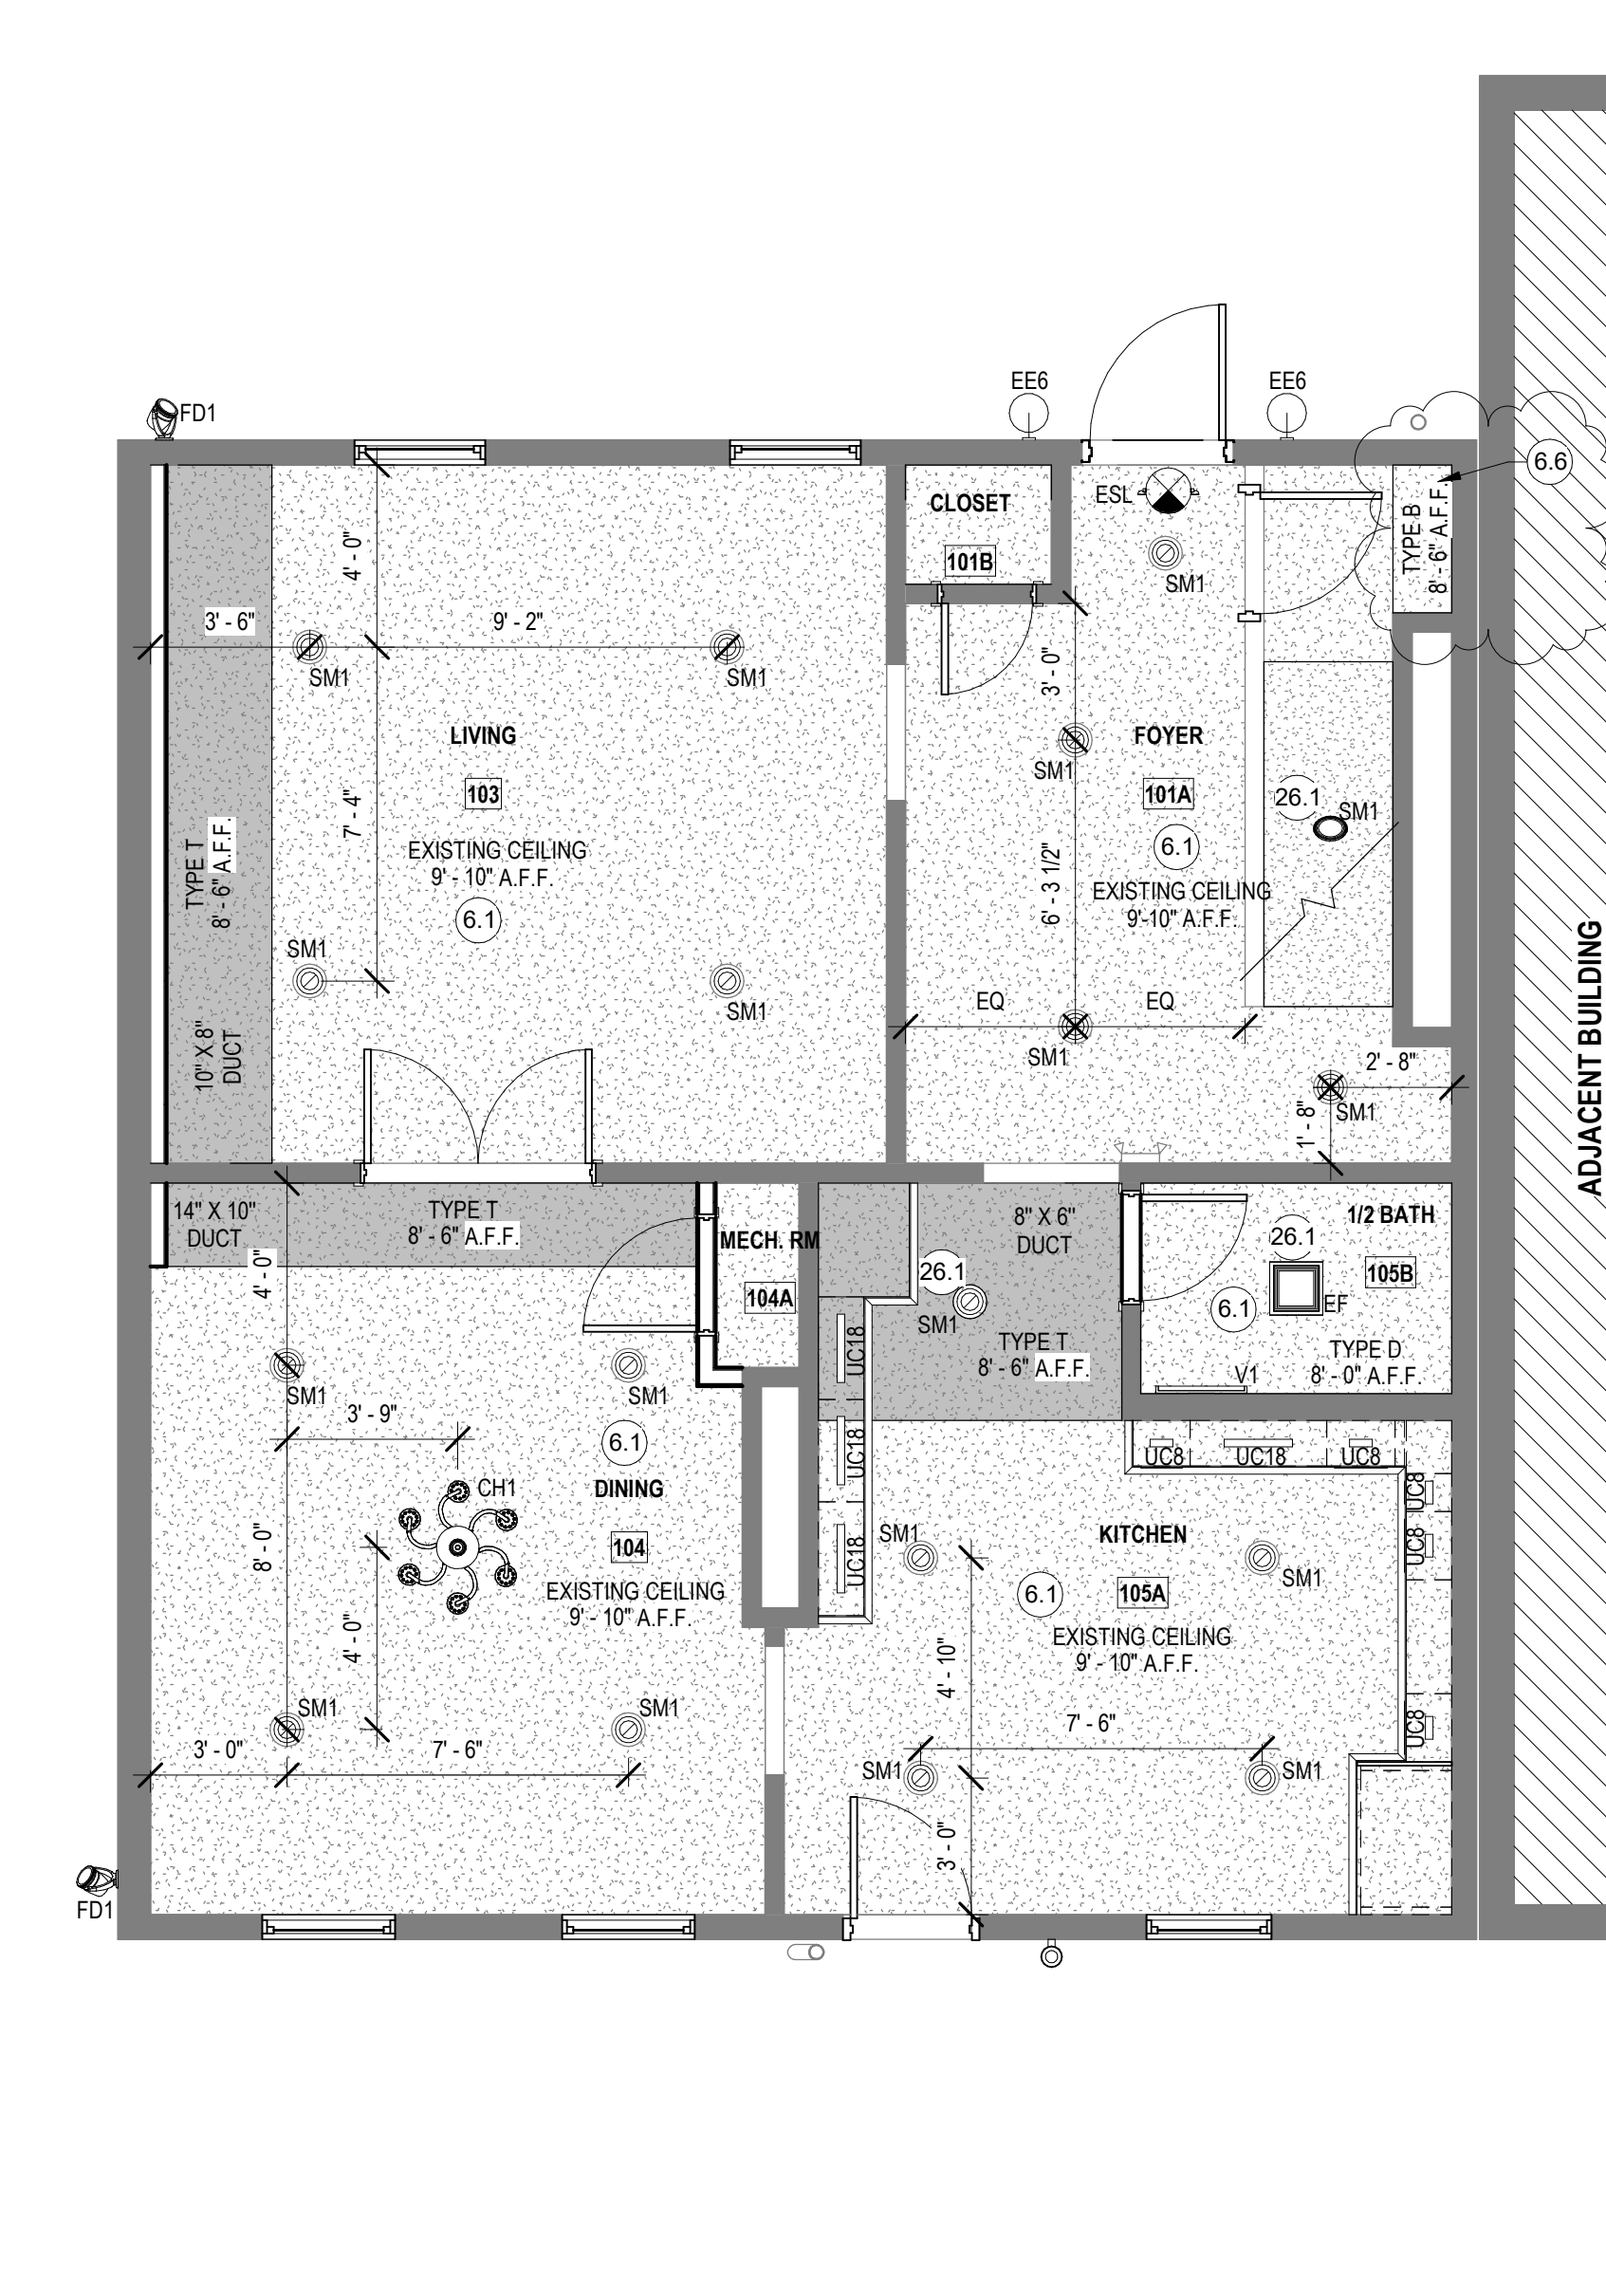 EE6
EE6
FD1
6.6
CLOSET
101B
ESL
SM1
TYPE B
8' - 6" A.F.F.
4' - 0"
3' - 6"
9' - 2"
SM1
SM1
3' - 0"
SM1
LIVING
103
EXISTING CEILING
9' - 10" A.F.F.
6.1
7' - 4"
TYPE T
8' - 6" A.F.F.
10" X 8"
DUCT
SM1
SM1
FOYER
101A
6.1
EXISTING CEILING
9'-10" A.F.F.
26.1
SM1
6' - 3 1/2"
EQ
EQ
SM1
2' - 8"
SM1
1' - 8"
ADJACENT BUILDING
14" X 10"
DUCT
TYPE T
8' - 6" A.F.F.
4' - 0"
MECH. RM
104A
8" X 6"
DUCT
26.1
SM1
TYPE T
8' - 6" A.F.F.
1/2 BATH
105B
26.1
EF
6.1
TYPE D
8' - 0" A.F.F.
V1
SM1
SM1
3' - 9"
6.1
CH1
DINING
104
EXISTING CEILING
9' - 10" A.F.F.
8' - 0"
4' - 0"
SM1
SM1
3' - 0"
7' - 6"
UC18
UC18
UC18
UC8
UC18
UC8
UC8
UC8
UC8
SM1
SM1
KITCHEN
6.1
105A
EXISTING CEILING
9' - 10" A.F.F.
4' - 10"
7' - 6"
SM1
SM1
3' - 0"
FD1